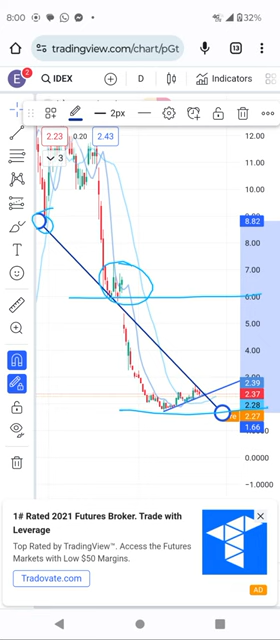 8:00
32%
tradingview.com/chart/pGt
13
E
2
IDEX
D
Indicators
2px
2.23
0.20
2.43
3
12.00
11.00
10.00
9.00
8.82
7.00
6.00
5.00
4.00
3.00
2.39
2.37
2.28
2.27
1.66
0.00
-1.0000
1# Rated 2021 Futures Broker. Trade with
Leverage
Top Rated by TradingView™. Access the Futures
Markets with Low $50 Margins.
Tradovate.com
AD